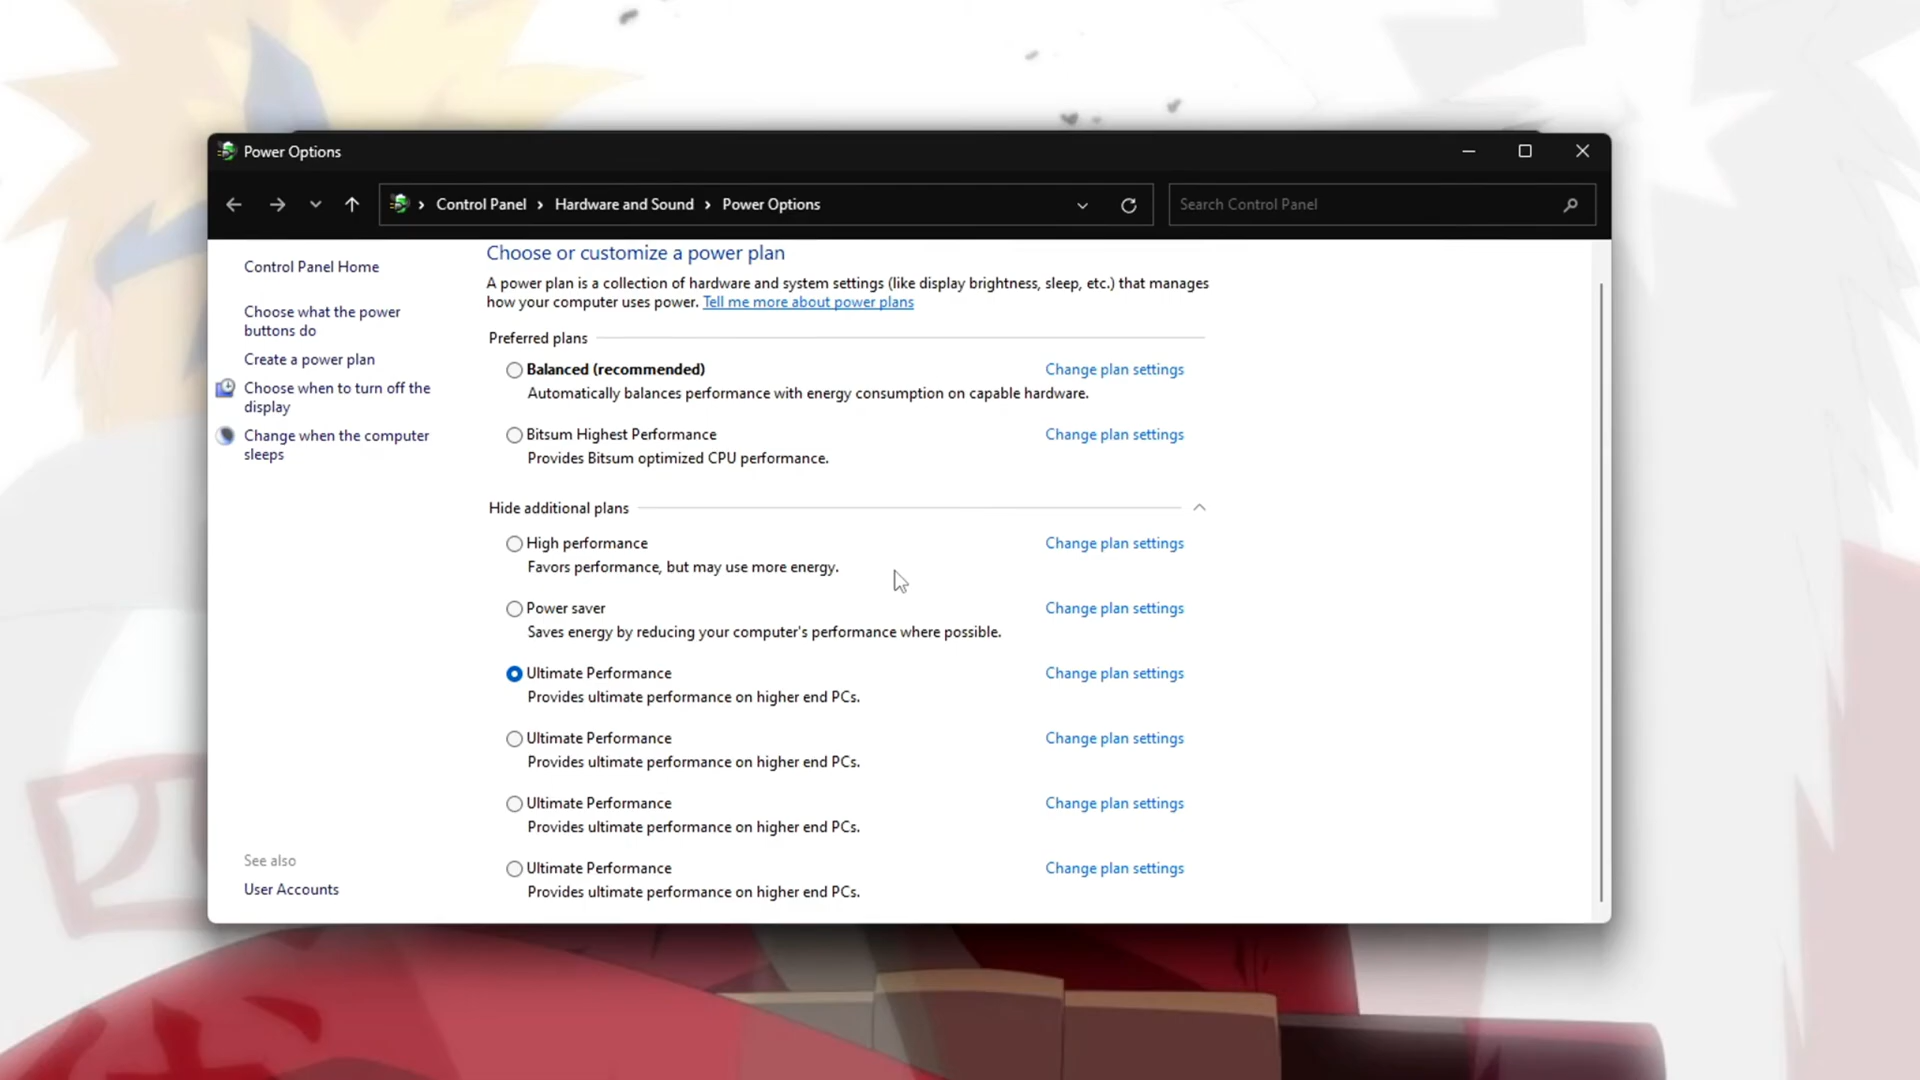 Power Options
Control Panel
Hardware and Sound
Power Options
Search Control Panel
Control Panel Home
Choose what the power
buttons do
Create a power plan
Choose when to turn off the
display
Change when the computer
sleeps
See also
User Accounts
Choose or customize a power plan
A power plan is a collection of hardware and system settings (like display brightness, sleep, etc.) that manages
how your computer uses power. Tell me more about power plans
Preferred plans
Balanced (recommended) Change plan settings
Automatically balances performance with energy consumption on capable hardware.
Bitsum Highest Performance Change plan settings
Provides Bitsum optimized CPU performance.
Hide additional plans
High performance Change plan settings
Favors performance, but may use more energy.
Power saver Change plan settings
Saves energy by reducing your computer's performance where possible.
Ultimate Performance Change plan settings
Provides ultimate performance on higher end PCs.
Ultimate Performance Change plan settings
Provides ultimate performance on higher end PCs.
Ultimate Performance Change plan settings
Provides ultimate performance on higher end PCs.
Ultimate Performance Change plan settings
Provides ultimate performance on higher end PCs.